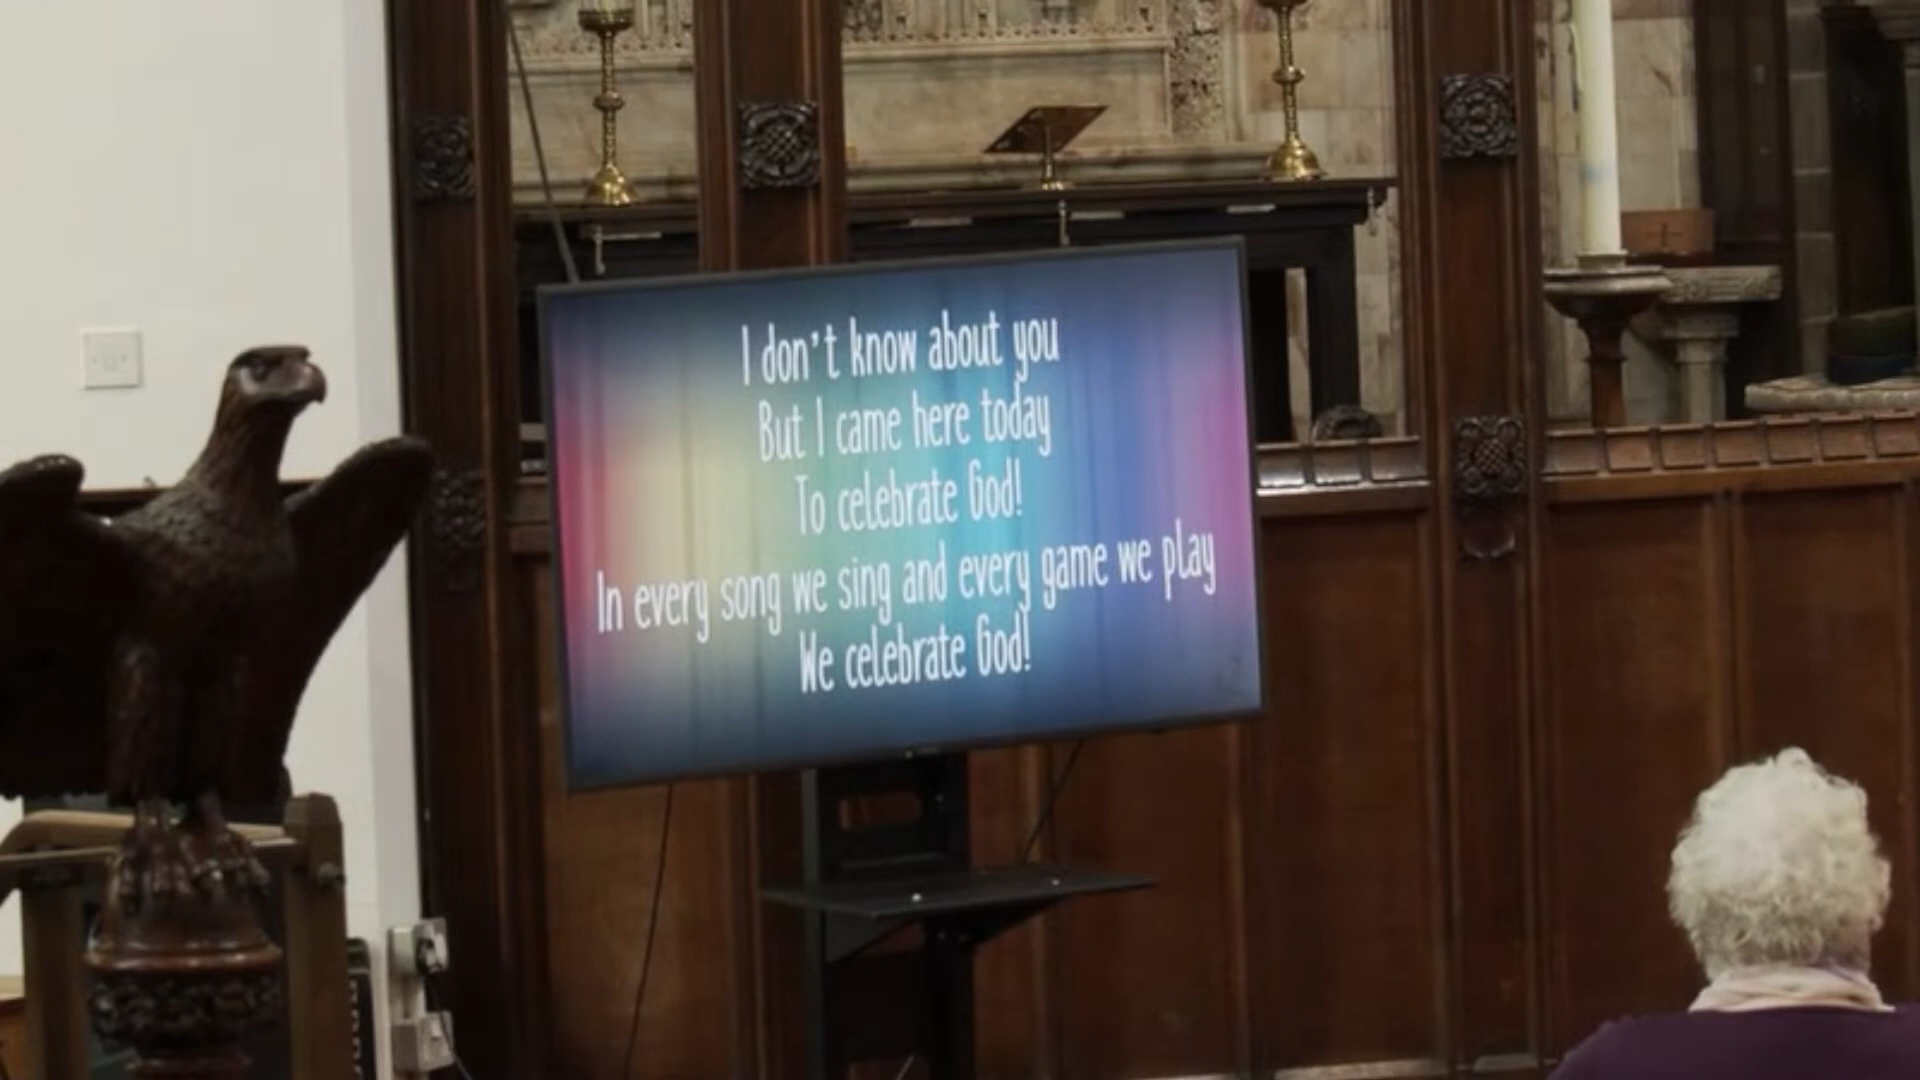 I don't know about you
But I came here today
To celebrate God!
In every song we sing and every game we play
We celebrate God!